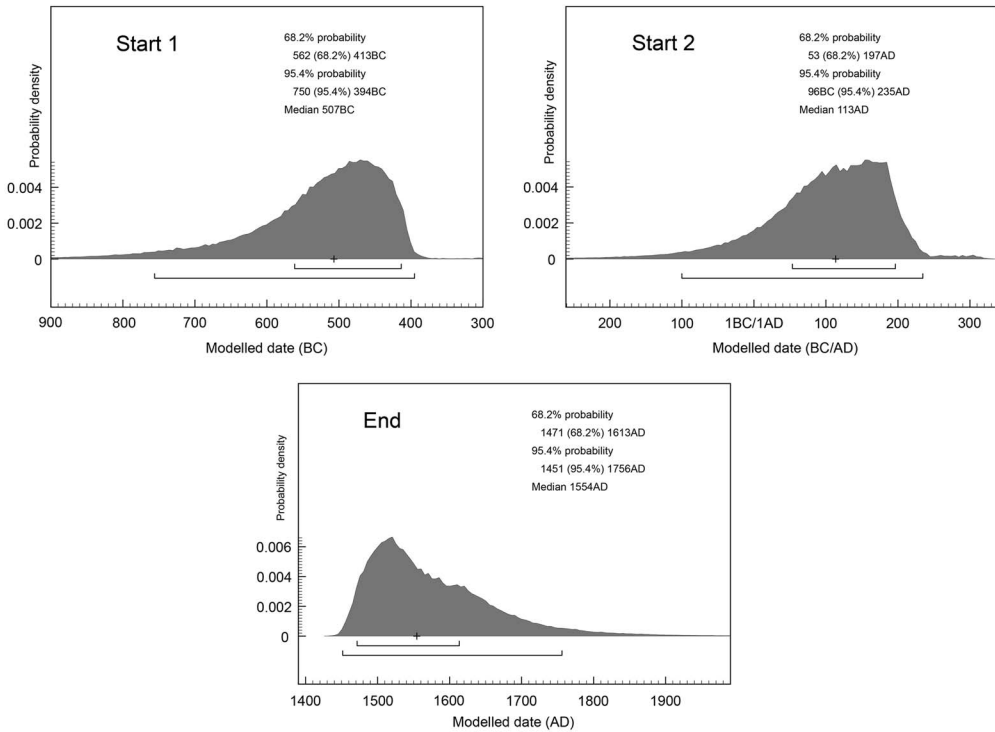 Start 1
68.2% probability
562 (68.2%) 413BC
95.4% probability
750 (95.4%) 394BC
Median 507BC
Probability density
0.004
0.002
0
900 800 700 600 500 400 300
Modelled date (BC)
Start 2
68.2% probability
53 (68.2%) 197AD
95.4% probability
96BC (95.4%) 235AD
Median 113AD
Probability density
0.004
0.002
0
200 100 1BC/1AD 100 200 300
Modelled date (BC/AD)
End
68.2% probability
1471 (68.2%) 1613AD
95.4% probability
1451 (95.4%) 1756AD
Median 1554AD
Probability density
0.006
0.004
0.002
0
1400 1500 1600 1700 1800 1900
Modelled date (AD)